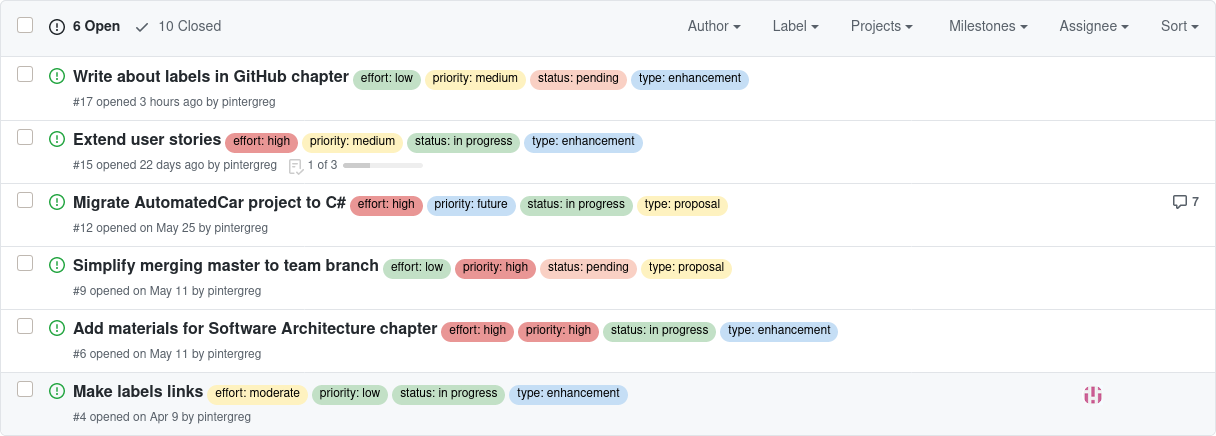 6 Open 10 Closed Author Label Projects Milestones Assignee Sort
Write about labels in GitHub chapter effort: low priority: medium status: pending type: enhancement
#17 opened 3 hours ago by pintergreg
Extend user stories effort: high priority: medium status: in progress type: enhancement
#15 opened 22 days ago by pintergreg 1 of 3
Migrate AutomatedCar project to C# effort: high priority: future status: in progress type: proposal 7
#12 opened on May 25 by pintergreg
Simplify merging master to team branch effort: low priority: high status: pending type: proposal
#9 opened on May 11 by pintergreg
Add materials for Software Architecture chapter effort: high priority: high status: in progress type: enhancement
#6 opened on May 11 by pintergreg
Make labels links effort: moderate priority: low status: in progress type: enhancement
#4 opened on Apr 9 by pintergreg